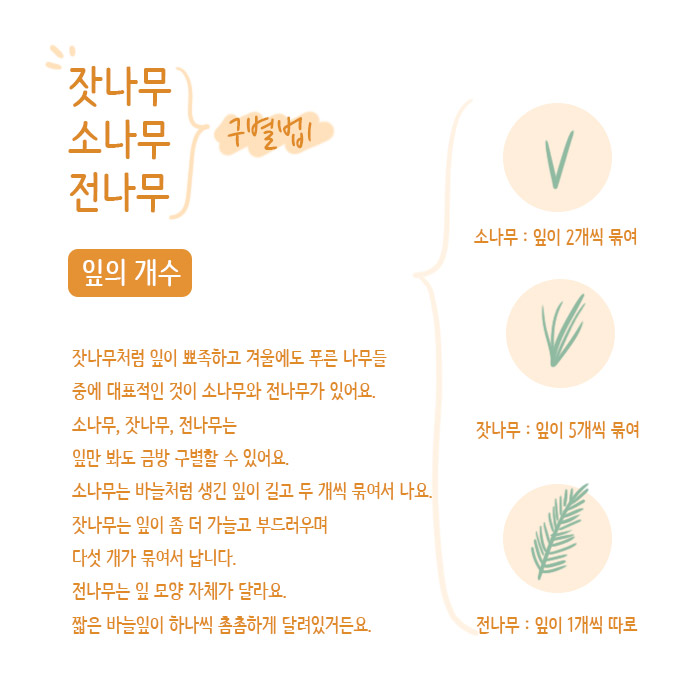 잣나무
소나무
전나무
구별법!
잎의 개수
잣나무처럼 잎이 뾰족하고 겨울에도 푸른 나무들
중에 대표적인 것이 소나무와 전나무가 있어요.
소나무, 잣나무, 전나무는
잎만 봐도 금방 구별할 수 있어요.
소나무는 바늘처럼 생긴 잎이 길고 두 개씩 묶여서 나요.
잣나무는 잎이 좀 더 가늘고 부드러우며
다섯 개가 묶여서 납니다.
전나무는 잎 모양 자체가 달라요.
짧은 바늘잎이 하나씩 촘촘하게 달려있거든요.
소나무 : 잎이 2개씩 묶여
잣나무 : 잎이 5개씩 묶여
전나무 : 잎이 1개씩 따로